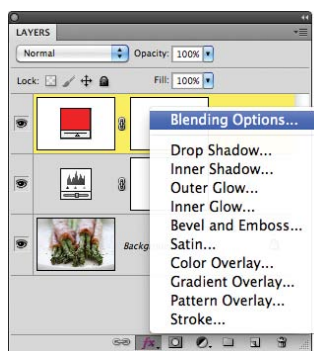 LAYERS
Normal Opacity: 100%
Lock: Fill: 100%
Blending Options...
Drop Shadow...
Inner Shadow...
Outer Glow...
Inner Glow...
Bevel and Emboss...
Satin...
Color Overlay...
Gradient Overlay...
Pattern Overlay...
Stroke...
fx